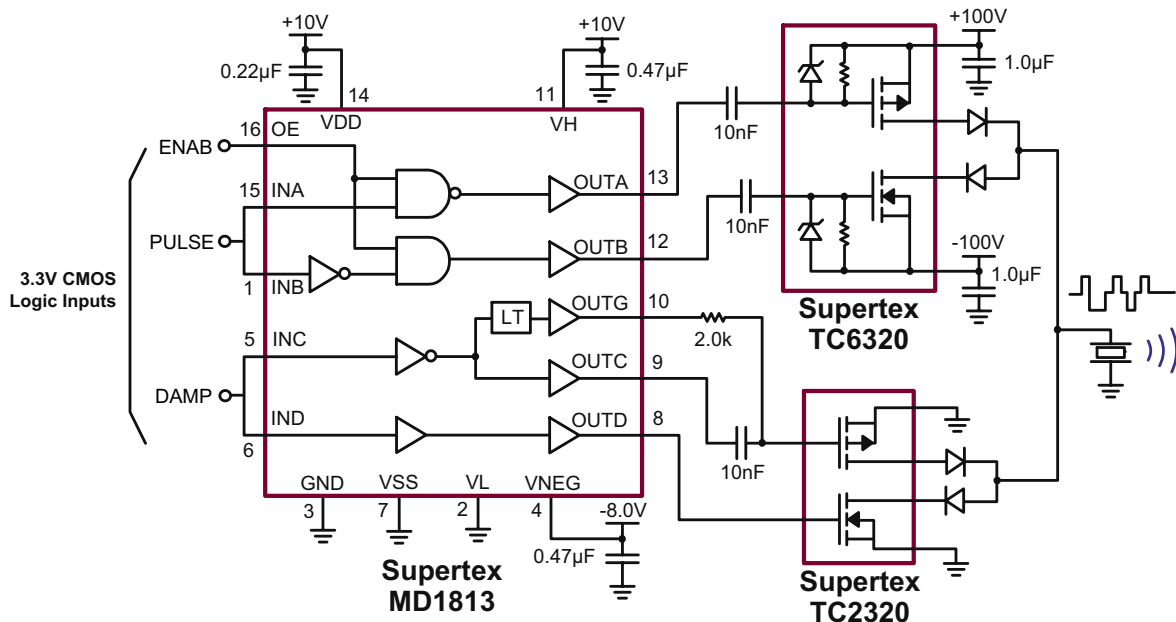 +10V
0.22µF
14
VDD
+10V
0.47µF
11
VH
+100V
1.0µF
10nF
16 OE
ENAB
15 INA
PULSE
1 INB
3.3V CMOS
Logic Inputs
OUTA 13
10nF
OUTB 12
-100V
1.0µF
Supertex
TC6320
LT
OUTG 10
2.0k
5 INC
OUTC 9
DAMP
IND
6
OUTD 8
10nF
GND
3
VSS
7
VL
2
VNEG
4
-8.0V
0.47µF
Supertex
MD1813
Supertex
TC2320